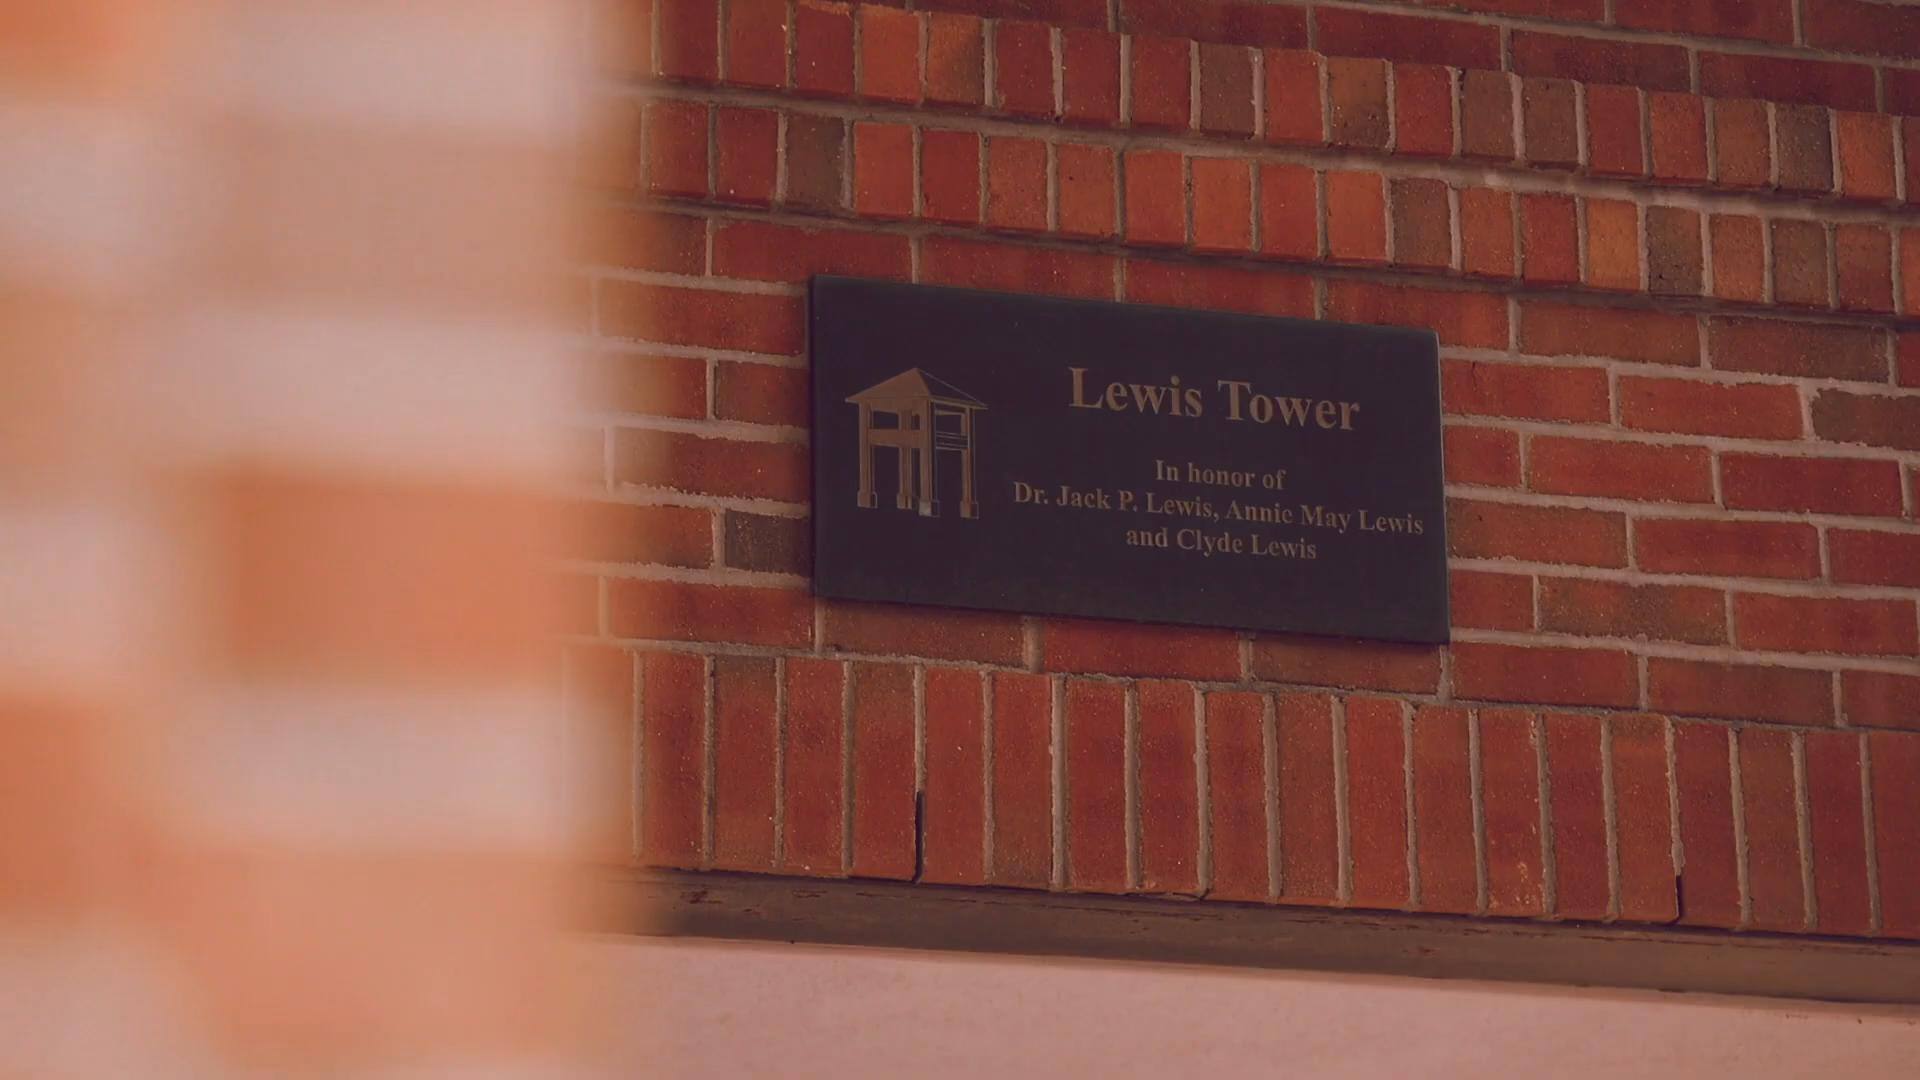 Lewis Tower
In honor of
Dr. Jack P. Lewis, Annie May Lewis
and Clyde Lewis